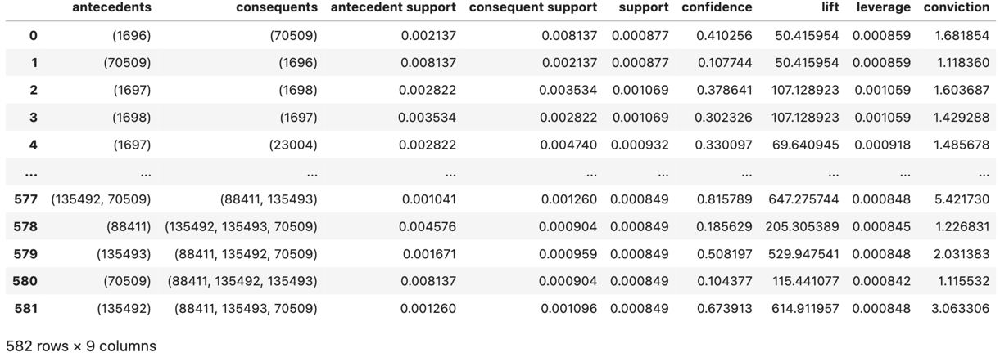 antecedents consequents antecedent support consequent support support confidence lift leverage conviction
0 (1696) (70509) 0.002137 0.008137 0.000877 0.410256 50.415954 0.000859 1.681854
1 (70509) (1696) 0.008137 0.002137 0.000877 0.107744 50.415954 0.000859 1.118360
2 (1697) (1698) 0.002822 0.003534 0.001069 0.378641 107.128923 0.001059 1.603687
3 (1698) (1697) 0.003534 0.002822 0.001069 0.302326 107.128923 0.001059 1.429288
4 (1697) (23004) 0.002822 0.004740 0.000932 0.330097 69.640945 0.000918 1.485678
... ... ... ... ... ... ... ... ... ...
577 (135492, 70509) (88411, 135493) 0.001041 0.001260 0.000849 0.815789 647.275744 0.000848 5.421730
578 (88411) (135492, 135493, 70509) 0.004576 0.000904 0.000849 0.185629 205.305389 0.000845 1.226831
579 (135493) (88411, 135492, 70509) 0.001671 0.000959 0.000849 0.508197 529.947541 0.000848 2.031383
580 (70509) (88411, 135492, 135493) 0.008137 0.000904 0.000849 0.104377 115.441077 0.000842 1.115532
581 (135492) (88411, 135493, 70509) 0.001260 0.001096 0.000849 0.673913 614.911957 0.000848 3.063306
582 rows × 9 columns